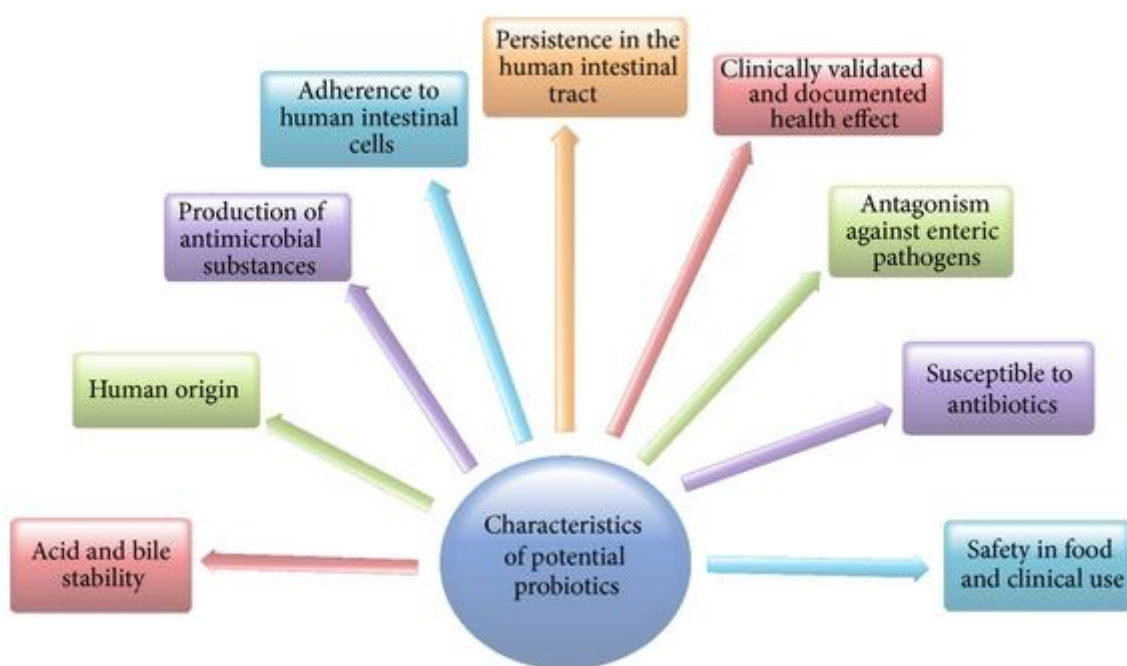 Persistence in the
human intestinal
tract
Clinically validated
and documented
health effect
Adherence to
human intestinal
cells
Production of
antimicrobial
substances
Antagonism
against enteric
pathogens
Human origin
Susceptible to
antibiotics
Acid and bile
stability
Characteristics
of potential
probiotics
Safety in food
and clinical use